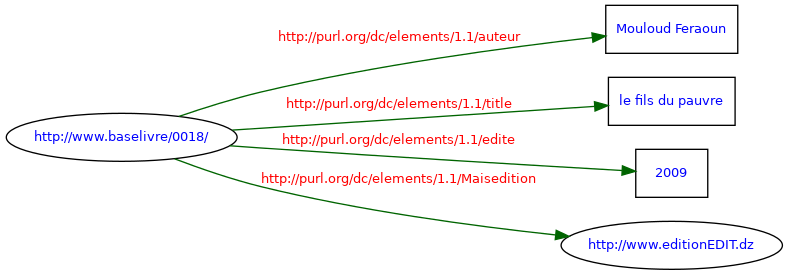 http://purl.org/dc/elements/1.1/auteur
Mouloud Feraoun
http://purl.org/dc/elements/1.1/title
le fils du pauvre
http://www.baselivre/0018/
http://purl.org/dc/elements/1.1/edite
2009
http://purl.org/dc/elements/1.1/Maisedition
http://www.editionEDIT.dz